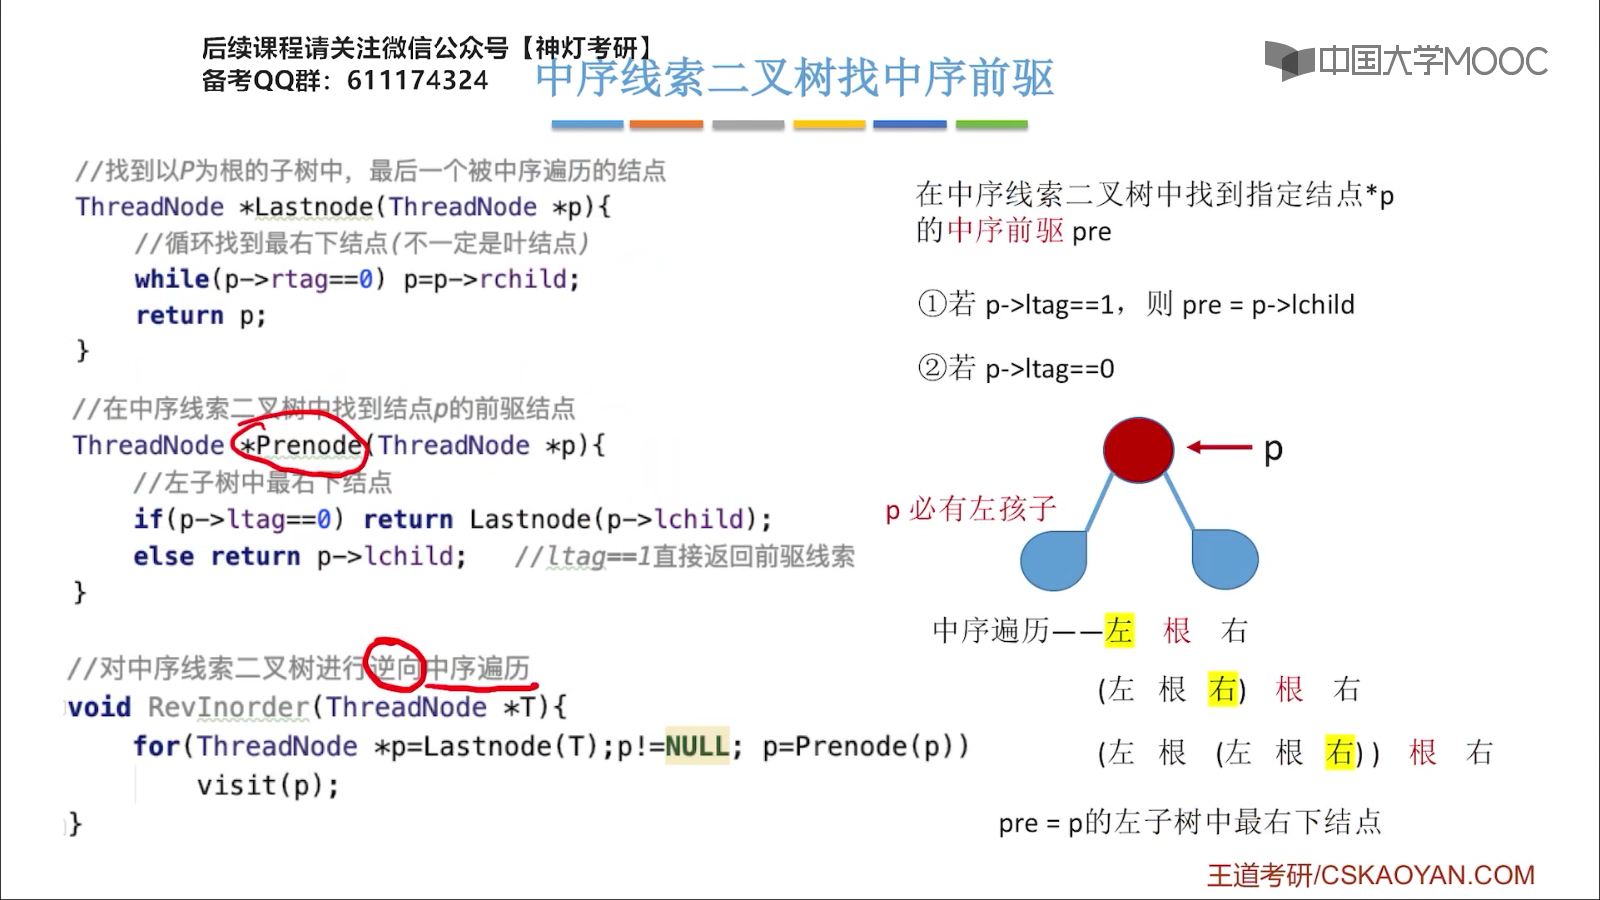 后续课程请关注微信公众号【神灯考研】
备考QQ群：611174324
中国大学MOOC
中序线索二叉树找中序前驱
//找到以P为根的子树中，最后一个被中序遍历的结点
ThreadNode *Lastnode(ThreadNode *p){
//循环找到最右下结点(不一定是叶结点)
while(p->rtag==0) p=p->rchild;
return p;
}
//在中序线索二叉树中找到结点p的前驱结点
ThreadNode *Prenode(ThreadNode *p){
//左子树中最右下结点
if(p->ltag==0) return Lastnode(p->lchild);
else return p->lchild; //ltag==1直接返回前驱线索
}
//对中序线索二叉树进行逆向中序遍历
void RevInorder(ThreadNode *T){
for(ThreadNode *p=Lastnode(T);p!=NULL; p=Prenode(p))
visit(p);
}
在中序线索二叉树中找到指定结点*p
的中序前驱 pre
①若 p->ltag==1，则 pre = p->lchild
②若 p->ltag==0
p
p 必有左孩子
中序遍历——左 根 右
(左 根 右) 根 右
(左 根 (左 根 右)) 根 右
pre = p的左子树中最右下结点
王道考研/CSKAOYAN.COM